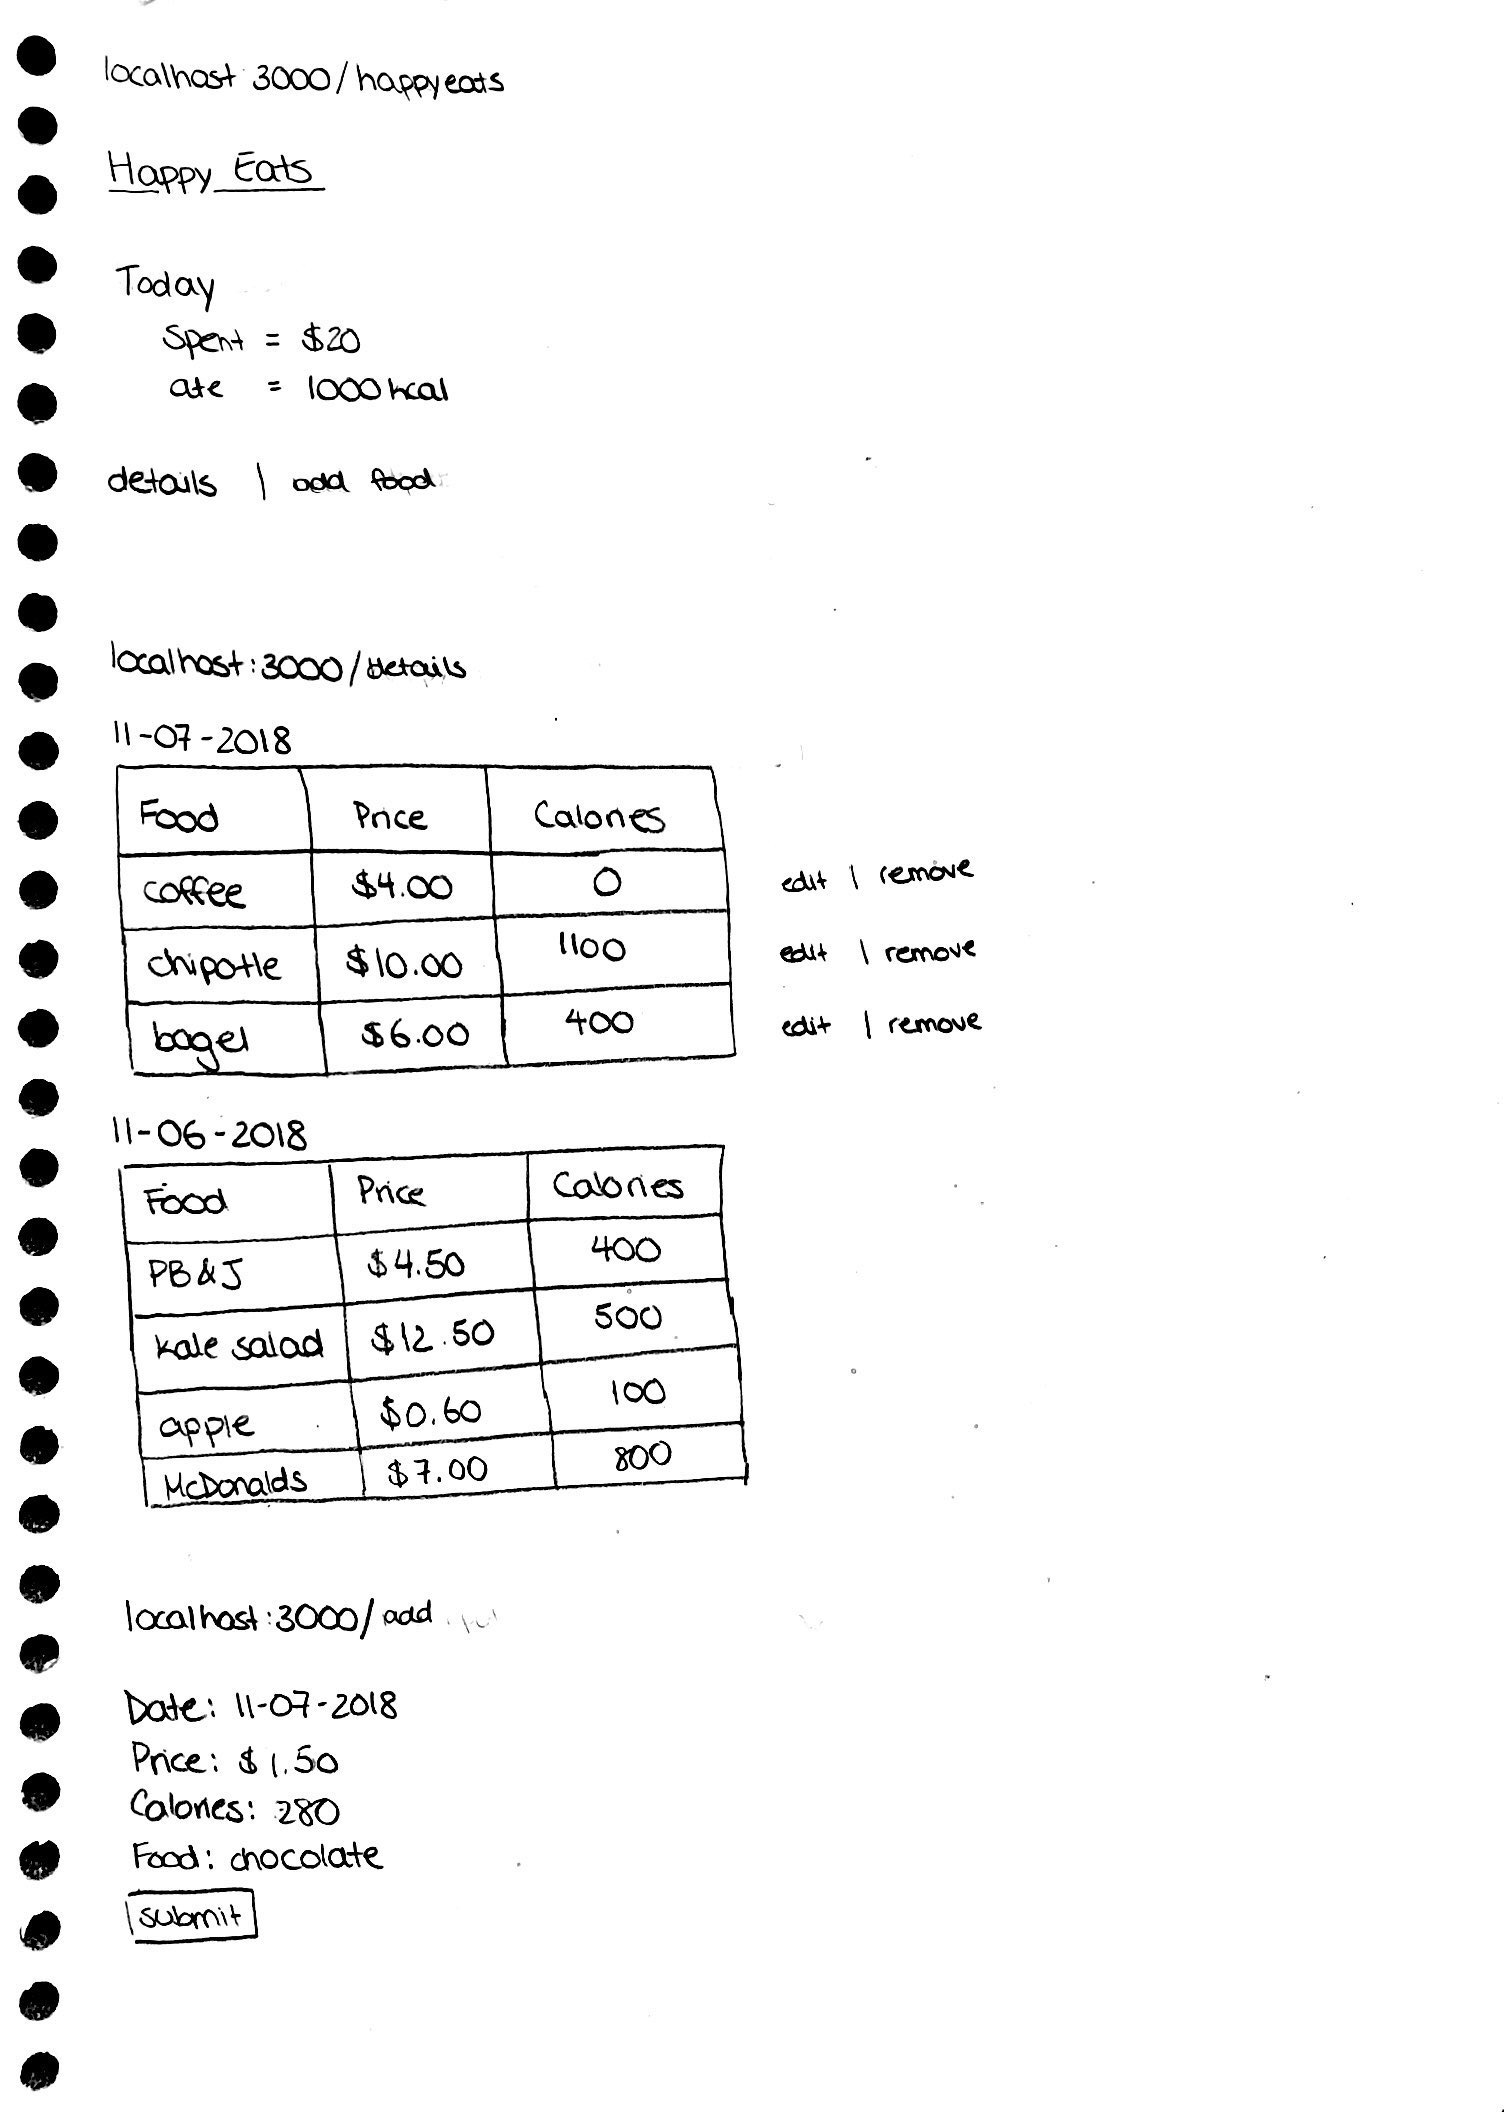 localhost 3000/happyeats
Happy Eats
Today
Spent = $20
ate = 1000 kcal
details | add food
localhost:3000/details
11-07-2018
Food Price Calories
coffee $4.00 0 edit | remove
chipotle $10.00 1100 edit | remove
bagel $6.00 400 edit | remove
11-06-2018
Food Price Calories
PB&J $4.50 400
kale salad $12.50 500
apple $0.60 100
McDonalds $7.00 800
localhost:3000/add
Date: 11-07-2018
Price: $1.50
Calories: 280
Food: chocolate
submit